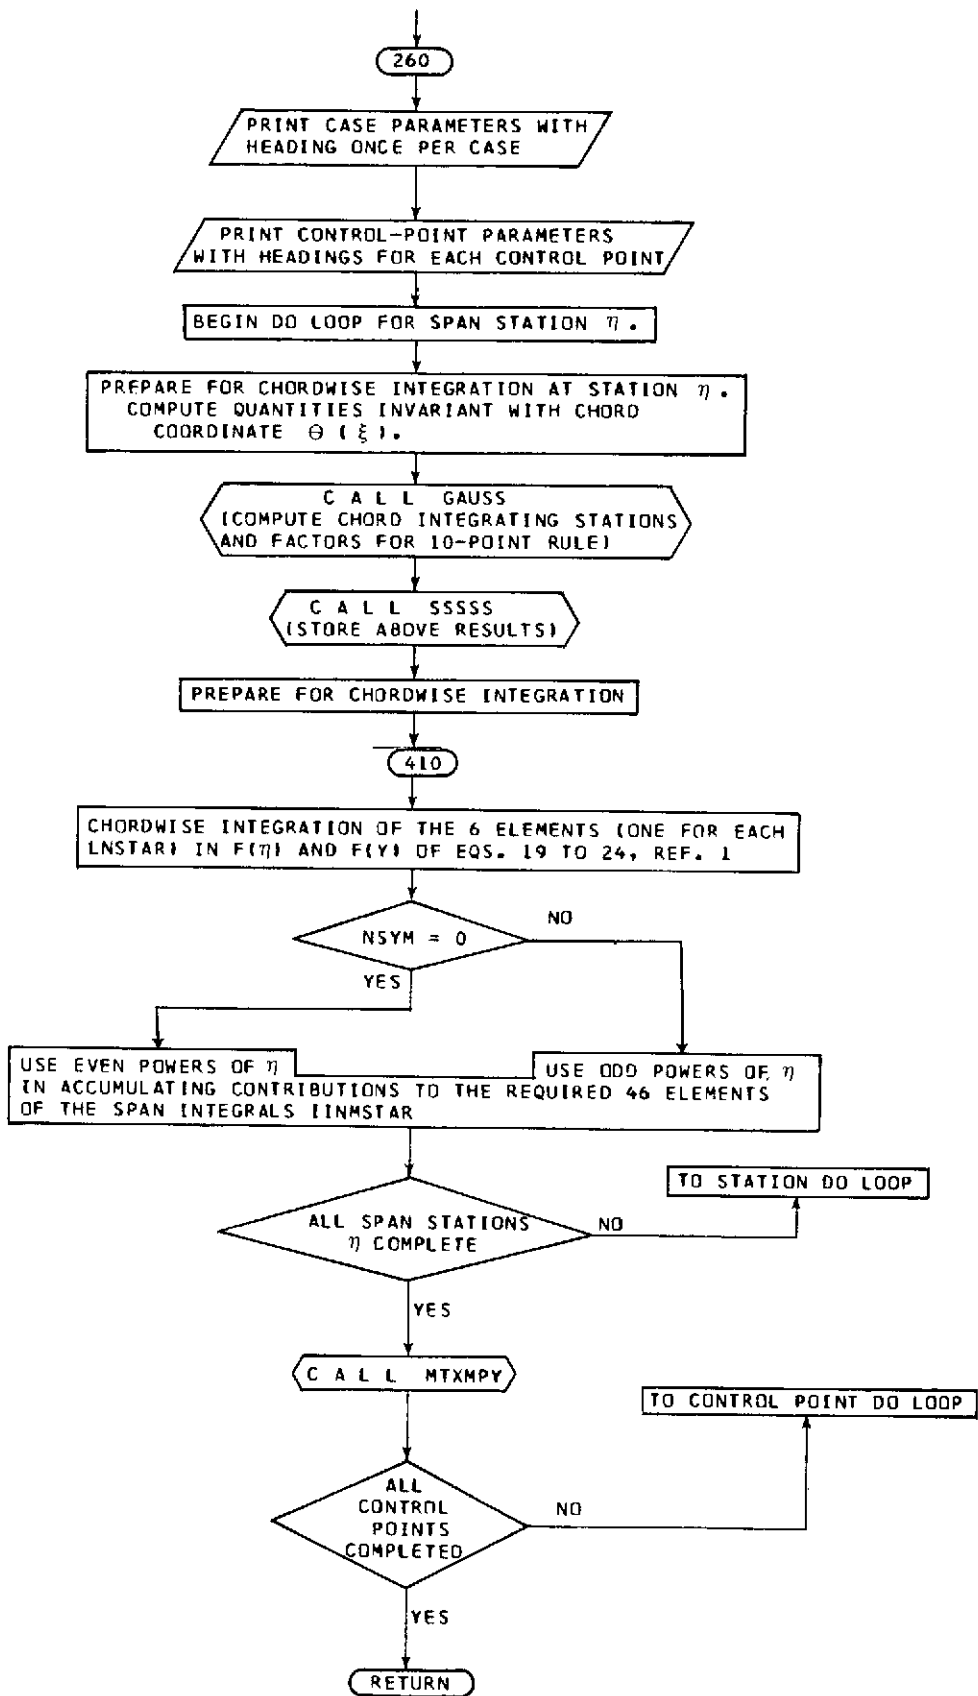 260
PRINT CASE PARAMETERS WITH
HEADING ONCE PER CASE
PRINT CONTROL-POINT PARAMETERS
WITH HEADINGS FOR EACH CONTROL POINT
BEGIN DO LOOP FOR SPAN STATION η.
PREPARE FOR CHORDWISE INTEGRATION AT STATION η.
COMPUTE QUANTITIES INVARIANT WITH CHORD
COORDINATE Θ (ξ).
C A L L GAUSS
(COMPUTE CHORD INTEGRATING STATIONS
AND FACTORS FOR 10-POINT RULE)
C A L L SSSSS
(STORE ABOVE RESULTS)
PREPARE FOR CHORDWISE INTEGRATION
410
CHORDWISE INTEGRATION OF THE 6 ELEMENTS (ONE FOR EACH
LNSTAR) IN F(η) AND F(Y) OF EQS. 19 TO 24, REF. 1
NSYM = 0
NO
YES
USE EVEN POWERS OF η
USE ODD POWERS OF η
IN ACCUMULATING CONTRIBUTIONS TO THE REQUIRED 46 ELEMENTS
OF THE SPAN INTEGRALS IINMSTAR
TO STATION DO LOOP
ALL SPAN STATIONS
η COMPLETE
NO
YES
C A L L MTXMPY
TO CONTROL POINT DO LOOP
ALL
CONTROL
POINTS
COMPLETED
NO
YES
RETURN